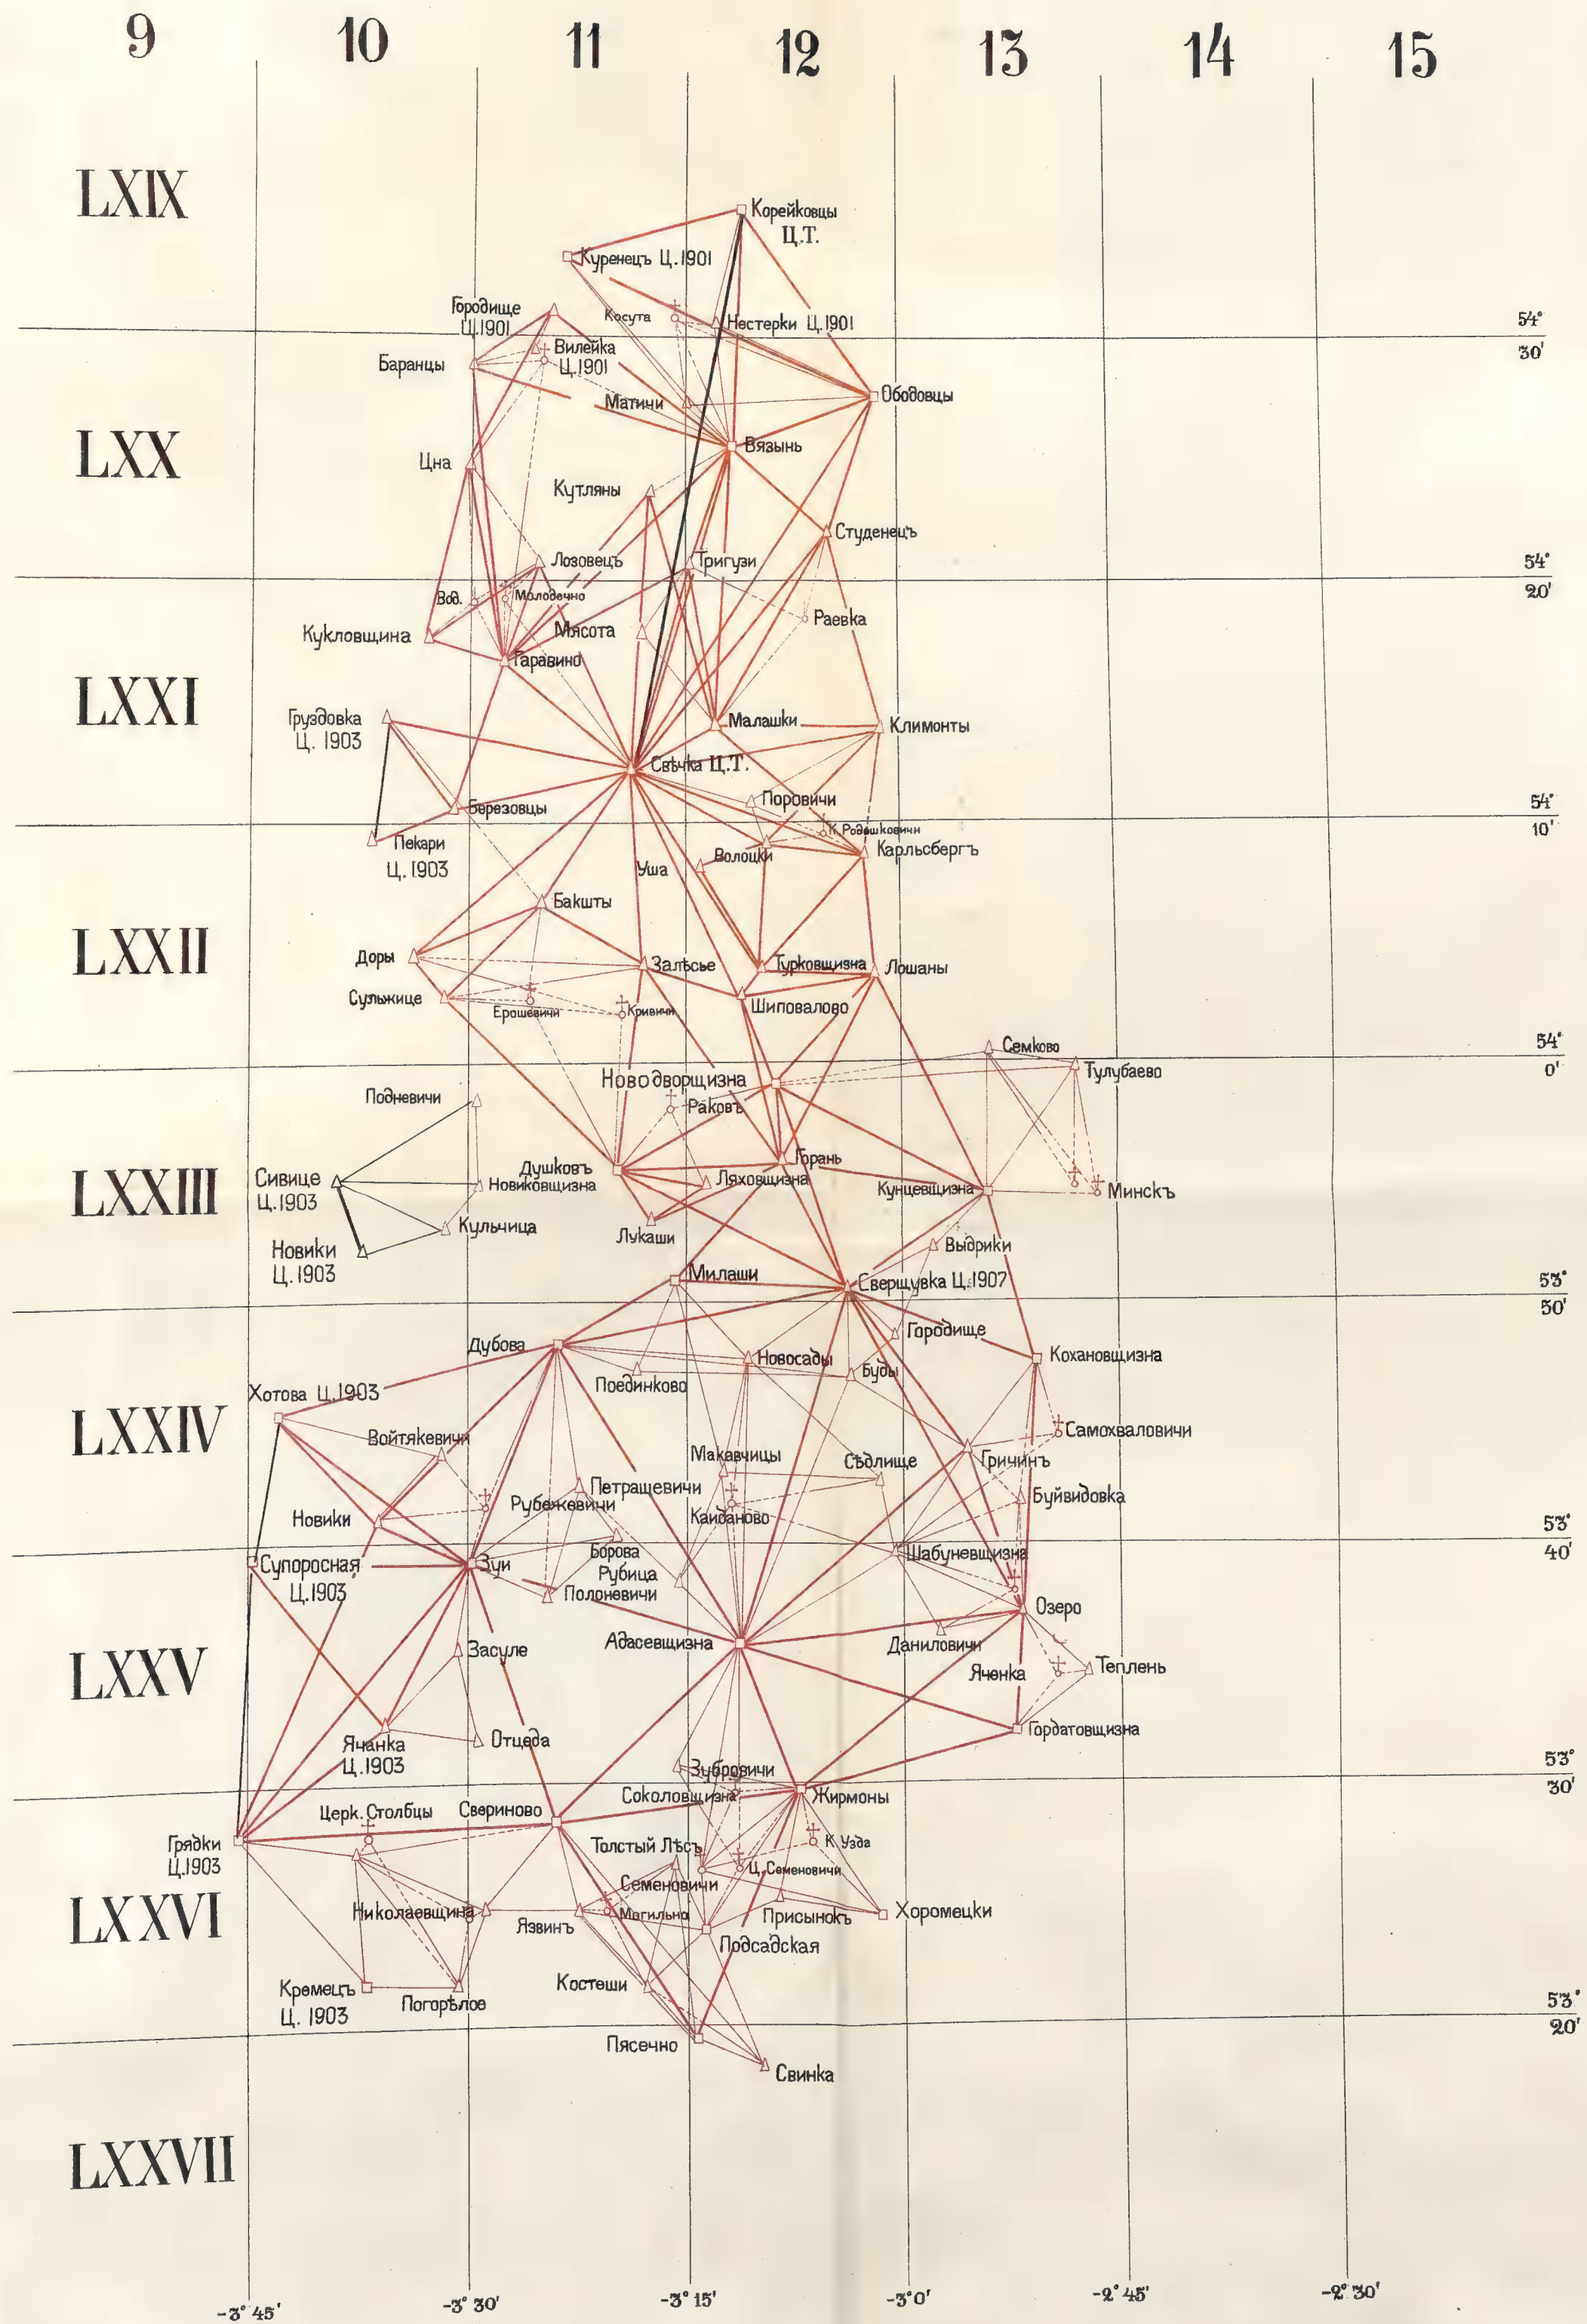 9 10 11 12 13 14 15
LXIX
Корейковцы
Ц.Т.
Куренецъ Ц.1901
Городище
Ц.1901
Косута
Нестерки Ц.1901
54°
30'
Вилейка
Ц.1901
Баранцы
Матичи
Ободовцы
LXX
Вязынь
Цна
Кутляны
Студенецъ
Лозовецъ
Тригузи
54°
20'
Вод.
Молодечно
Раевка
Кукловщина
Мясота
Гаравино
LXXI
Груздовка
Ц. 1903
Малашки
Климонты
Свѣчка Ц.Т.
Березовцы
Поровичи
54°
10'
К. Родошковичи
Пекари
Ц. 1903
Волоцки
Карльсбергъ
Уша
Бакшты
LXXII
Доры
Залѣсье
Турковщизна
Лошаны
Сульжице
Ерошевичи
Кривичи
Шиповалово
Семково
54°
0'
Тулубаево
Новодворщизна
Подневичи
Раковъ
LXXIII
Сивице
Ц.1903
Душковъ
Новиковщизна
Горань
Ляховщизна
Кунцевщизна
Минскъ
Кульчица
Лукаши
Новики
Ц.1903
Выдрики
Милаши
Сверщувка Ц.1907
53°
50'
Дубова
Городище
Новосады
Кохановщизна
Поединково
Буды
Хотова Ц.1903
LXXIV
Войтякевичи
Самохваловичи
Макавчицы
Сѣдлище
Гричинъ
Петрашевичи
Рубежевичи
Буйвидовка
Новики
Каиданово
53°
40'
Борова
Шабуневщизна
Супоросная
Ц.1903
Зуи
Рубица
Полоневичи
Озеро
Адасевщизна
Даниловичи
LXXV
Засуле
Яченка
Теплень
Отцеда
Гордатовщизна
Ячанка
Ц.1903
Зубровичи
53°
30'
Соколовщизна
Жирмоны
Церк. Столбцы
Свериново
Грядки
Ц.1903
Толстый Лѣсъ
К. Узда
Ц. Семеновичи
Семеновичи
LXXVI
Николаевщина
Язвинъ
Могильно
Присынокъ
Хоромецки
Подсадская
Кремецъ
Ц. 1903
Погорѣлое
Костеши
53°
20'
Пясечно
Свинка
LXXVII
-3° 45' -3° 30' -3° 15' -3° 0' -2° 45' -2° 30'